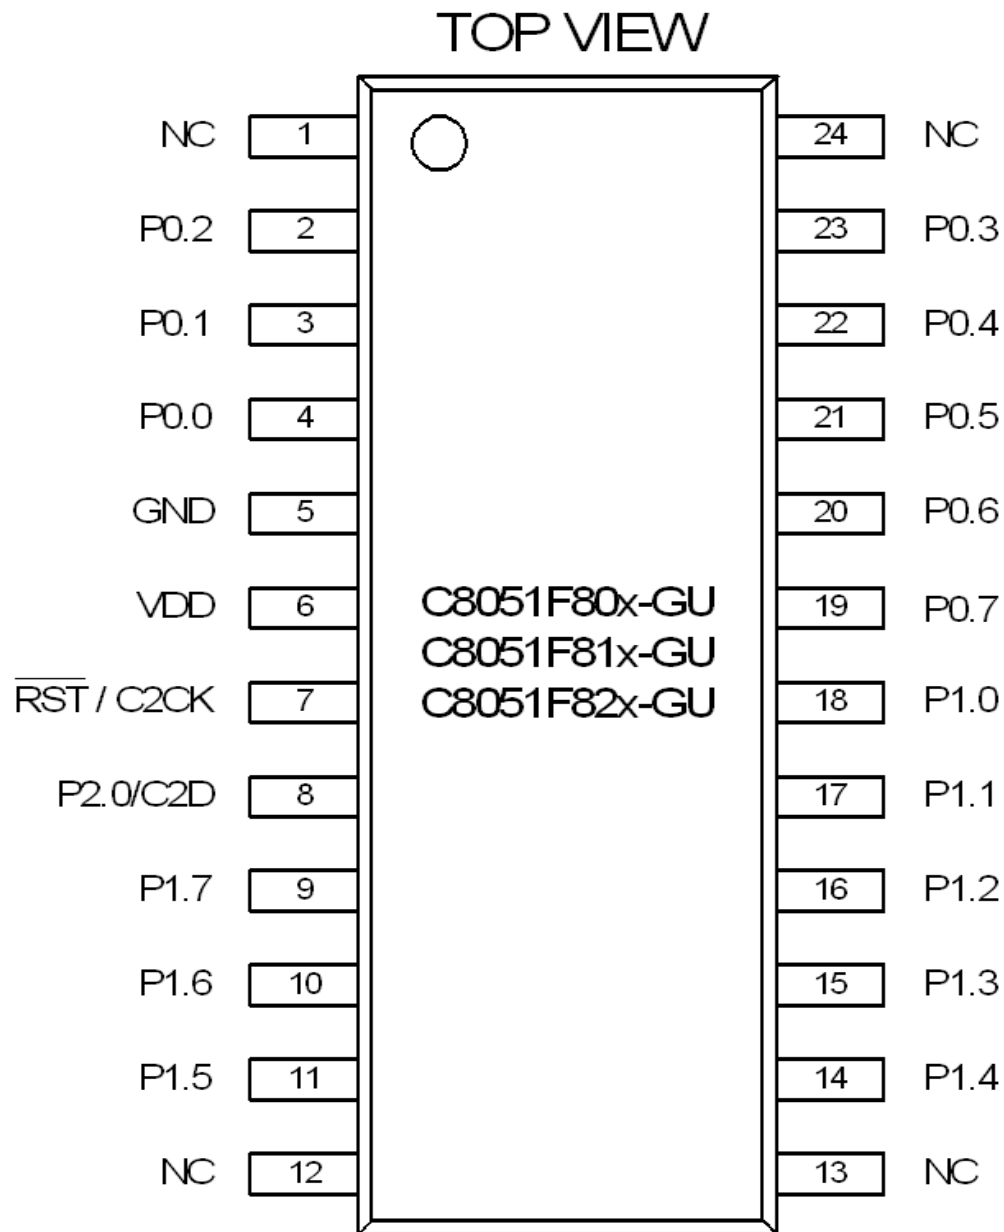 TOP VIEW
NC 1 24 NC
P0.2 2 23 P0.3
P0.1 3 22 P0.4
P0.0 4 21 P0.5
GND 5 20 P0.6
VDD 6 C8051F80x-GU 19 P0.7
C8051F81x-GU
RST / C2CK 7 C8051F82x-GU 18 P1.0
P2.0/C2D 8 17 P1.1
P1.7 9 16 P1.2
P1.6 10 15 P1.3
P1.5 11 14 P1.4
NC 12 13 NC